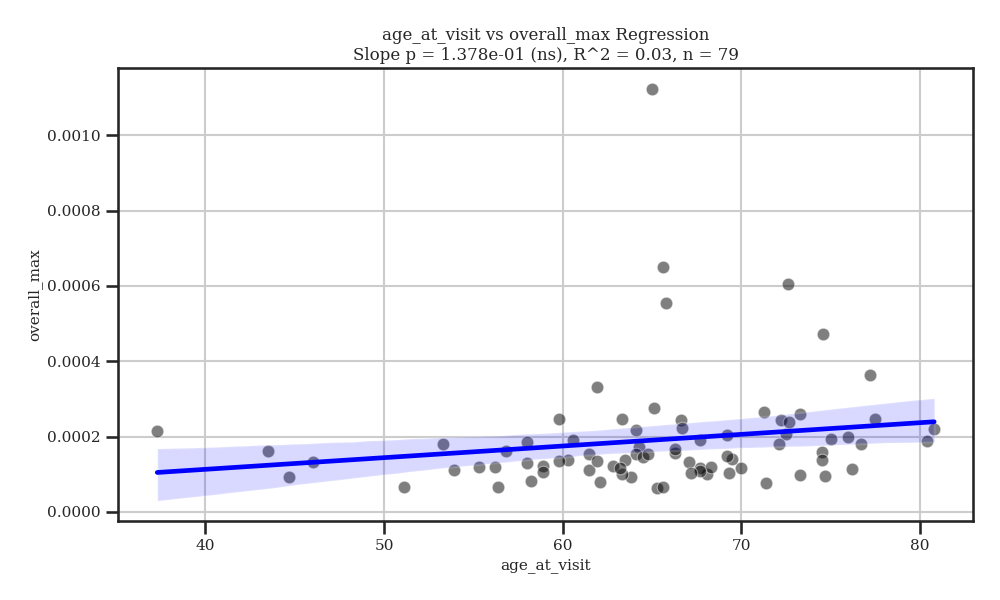 age_at_visit vs overall_max Regression
Slope p = 1.378e-01 (ns), R^2 = 0.03, n = 79
0.0010
0.0008
0.0006
0.0004
0.0002
0.0000
overall_max
40 50 60 70 80
age_at_visit